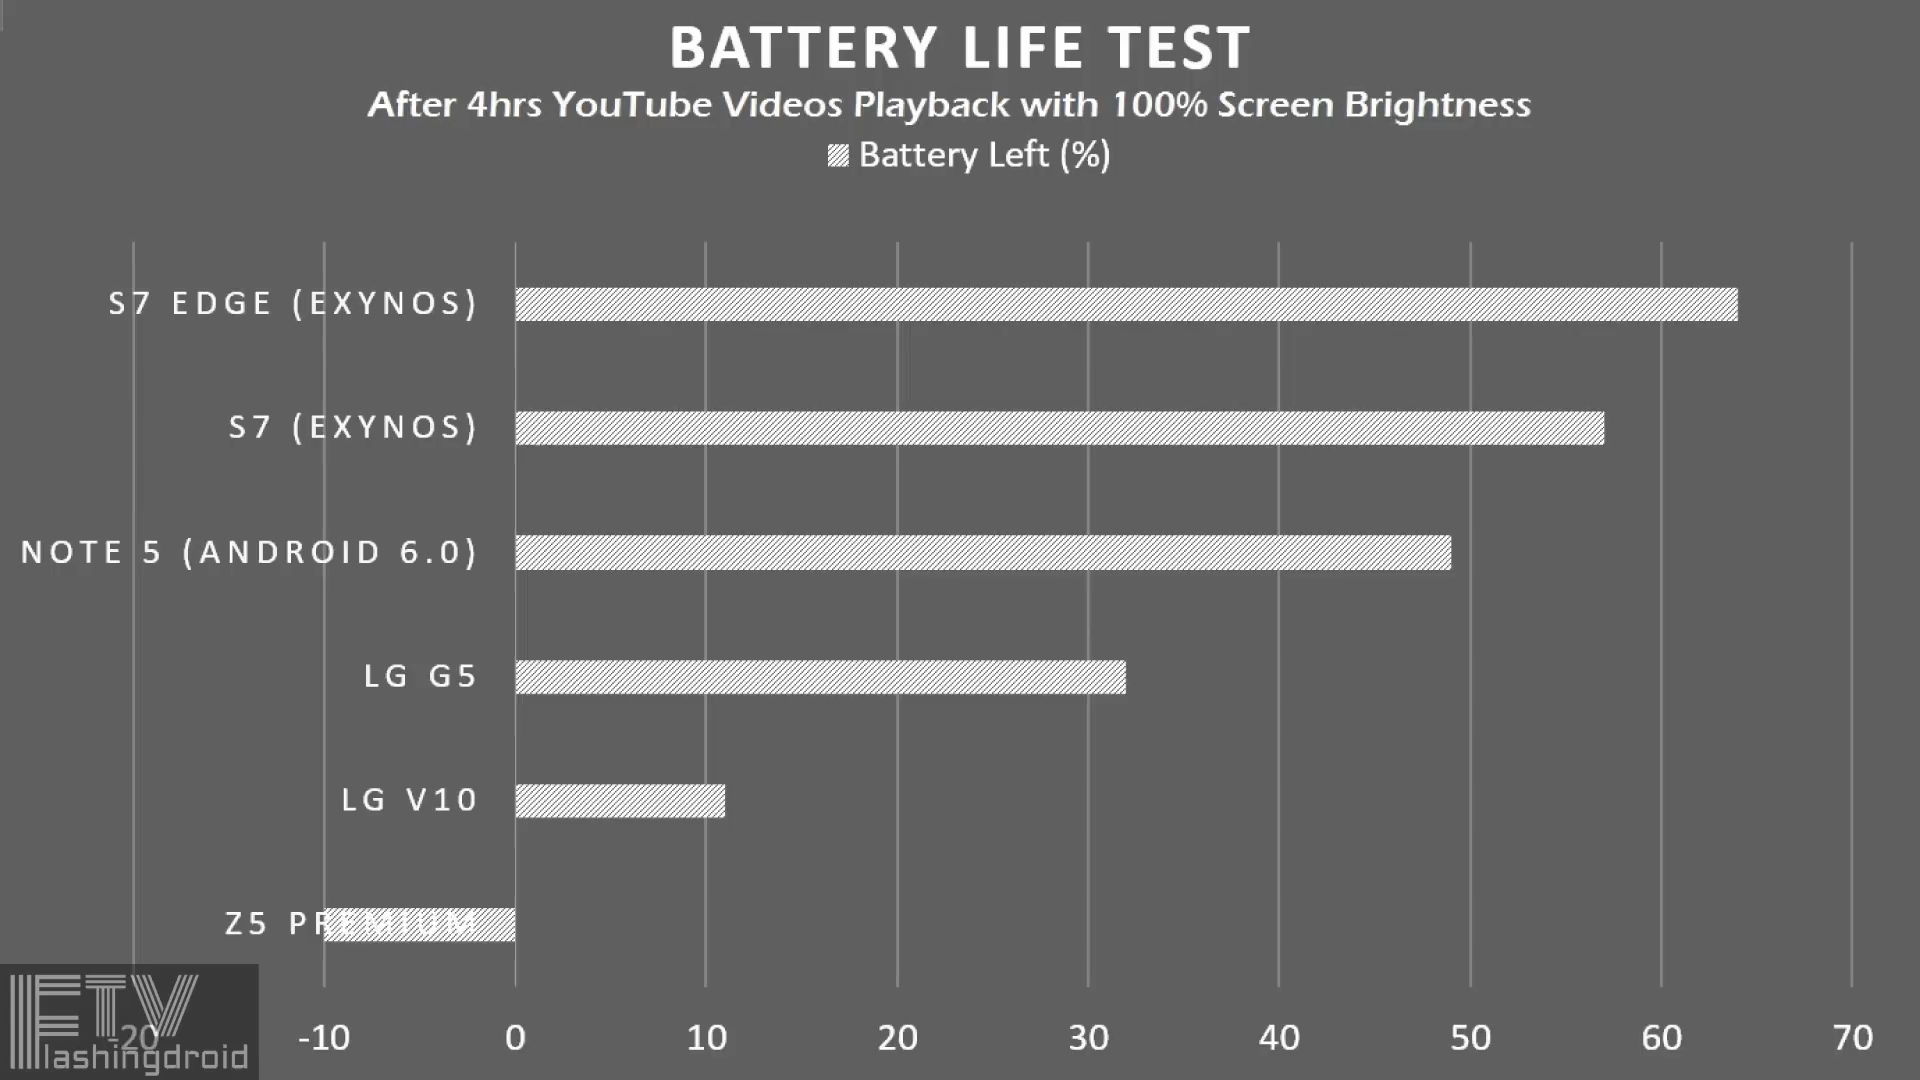 BATTERY LIFE TEST
After 4hrs YouTube Videos Playback with 100% Screen Brightness
Battery Left (%)
S7 EDGE (EXYNOS)
S7 (EXYNOS)
NOTE 5 (ANDROID 6.0)
LG G5
LG V10
Z5 PREMIUM
-20 -10 0 10 20 30 40 50 60 70
FTV
lashingdroid